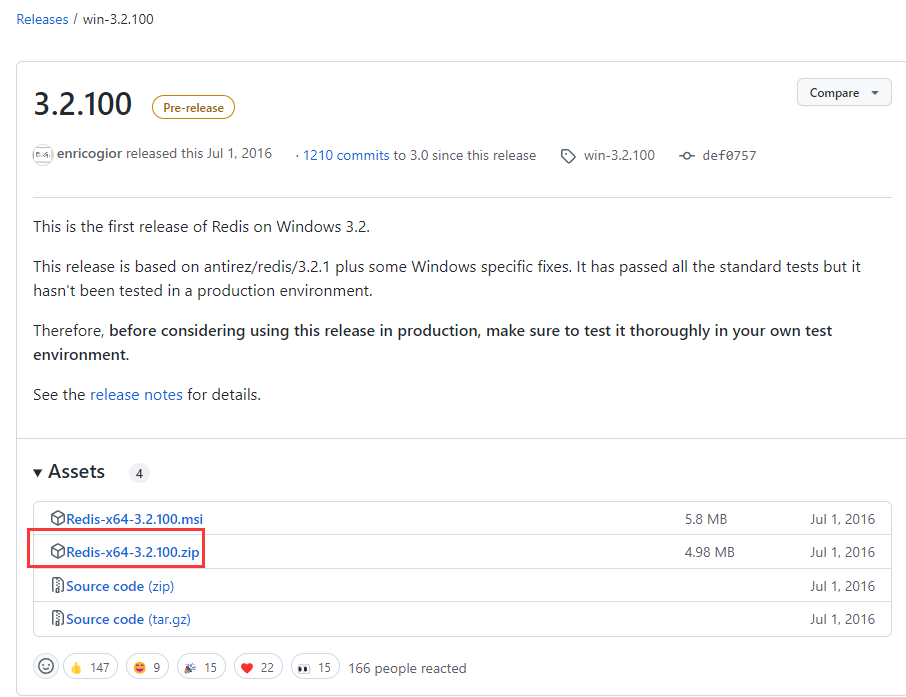 Releases / win-3.2.100
3.2.100 Pre-release Compare
enricogior released this Jul 1, 2016 · 1210 commits to 3.0 since this release win-3.2.100 def0757
This is the first release of Redis on Windows 3.2.
This release is based on antirez/redis/3.2.1 plus some Windows specific fixes. It has passed all the standard tests but it
hasn't been tested in a production environment.
Therefore, before considering using this release in production, make sure to test it thoroughly in your own test
environment.
See the release notes for details.
Assets 4
Redis-x64-3.2.100.msi 5.8 MB Jul 1, 2016
Redis-x64-3.2.100.zip 4.98 MB Jul 1, 2016
Source code (zip) Jul 1, 2016
Source code (tar.gz) Jul 1, 2016
147 9 15 22 15 166 people reacted